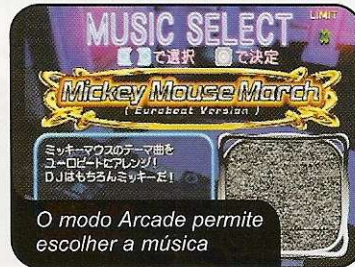 LIMIT
MUSIC SELECT
で選択 で決定
Mickey Mouse March
( Eurobeat Version )
ミッキーマウスのテーマ曲を
ユーロビートにアレンジ!
DJはもちろんミッキーだ!
O modo Arcade permite
escolher a música